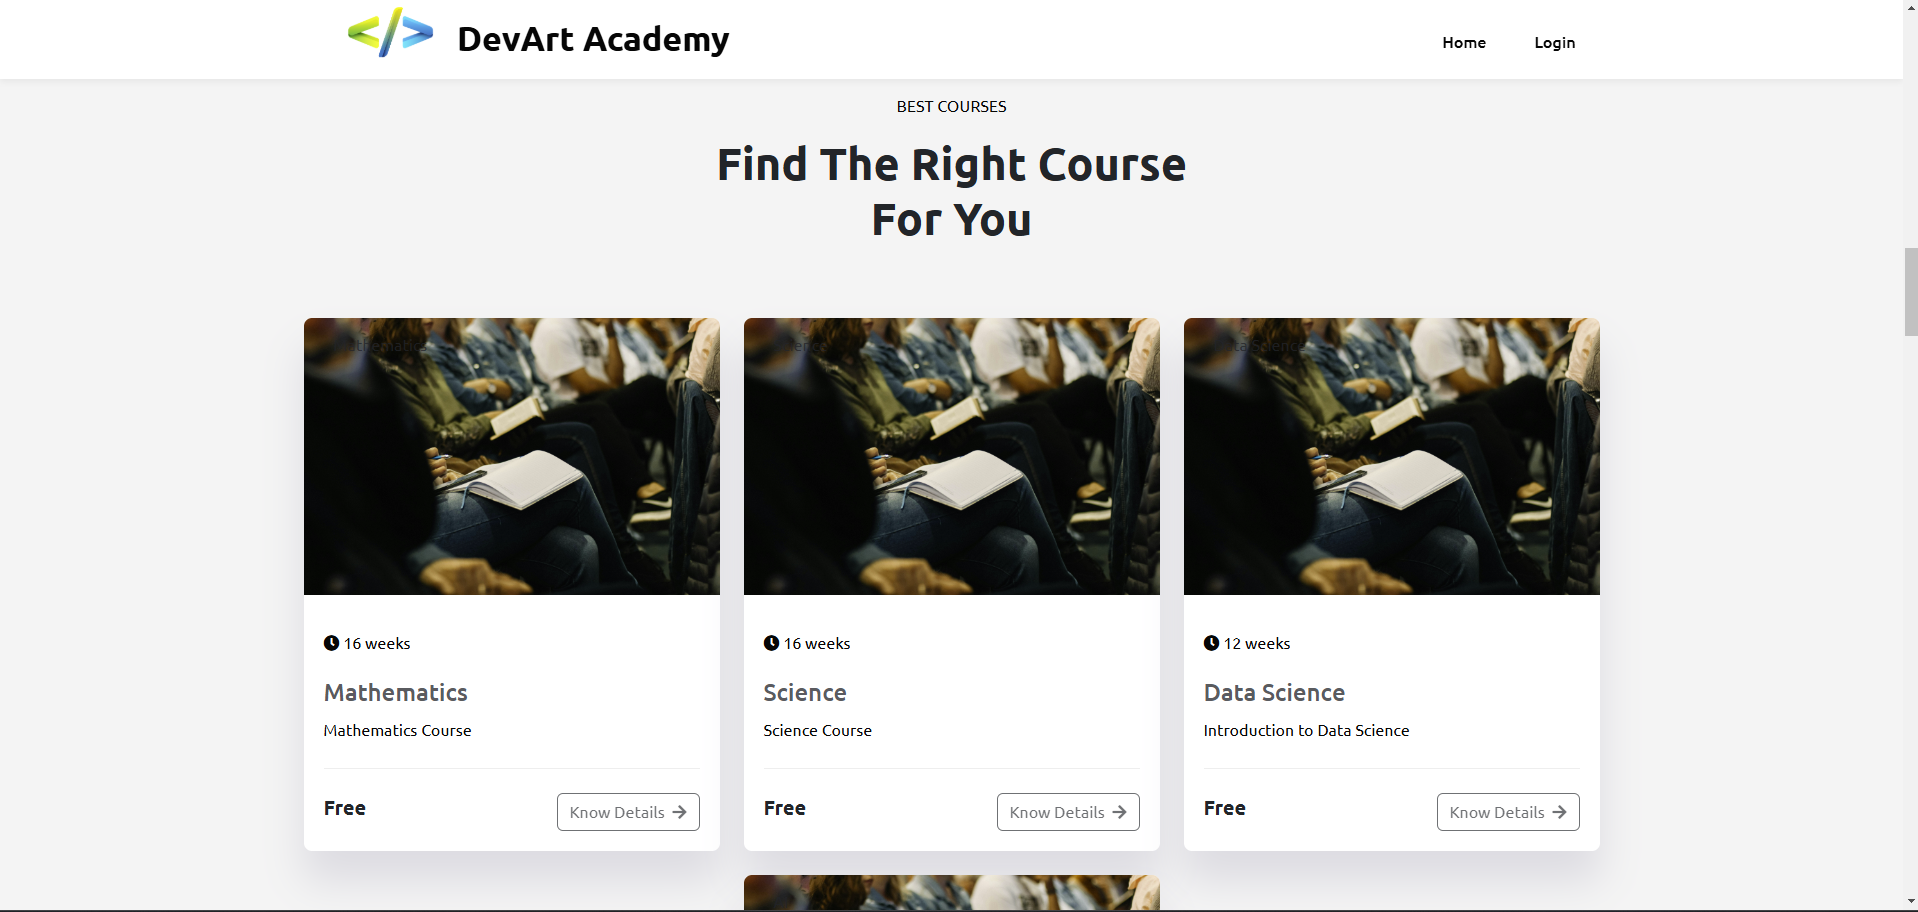 DevArt Academy
Home
Login
BEST COURSES
Find The Right Course
For You
Mathematics
Science
Data Science
16 weeks
Mathematics
Mathematics Course
Free
Know Details
16 weeks
Science
Science Course
Free
Know Details
12 weeks
Data Science
Introduction to Data Science
Free
Know Details